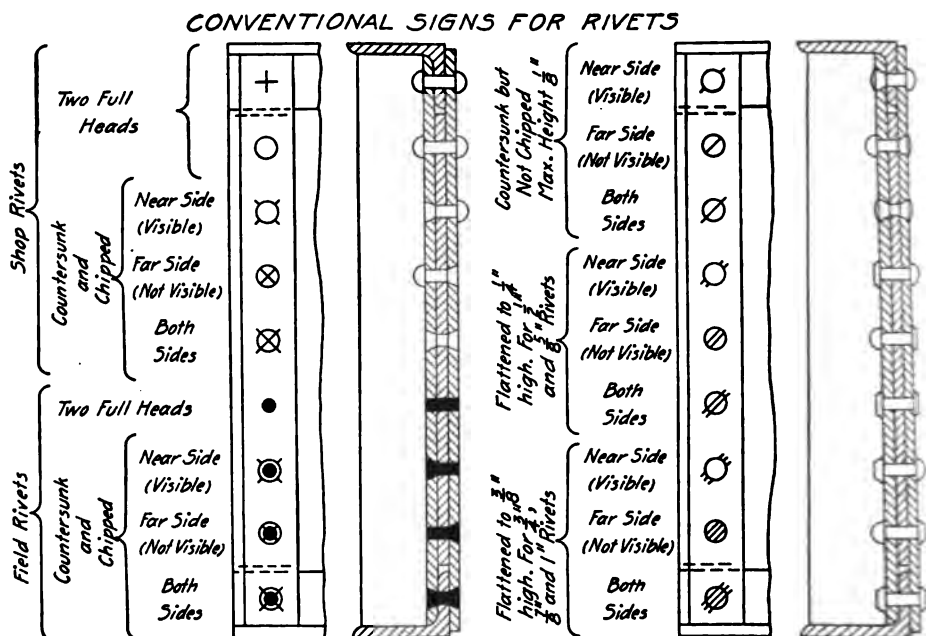 CONVENTIONAL SIGNS FOR RIVETS
Shop Rivets
Two Full
Heads
Countersunk
and
Chipped
Near Side
(Visible)
Far Side
(Not Visible)
Both
Sides
Field Rivets
Two Full Heads
Countersunk
and
Chipped
Near Side
(Visible)
Far Side
(Not Visible)
Both
Sides
Countersunk but
Not Chipped
Max. Height 1/8"
Near Side
(Visible)
Far Side
(Not Visible)
Both
Sides
Flattened to 1/4"
high. For 1/2"
and 5/8" Rivets
Near Side
(Visible)
Far Side
(Not Visible)
Both
Sides
Flattened to 3/8"
high. For 3/4",
7/8" and 1" Rivets
Near Side
(Visible)
Far Side
(Not Visible)
Both
Sides